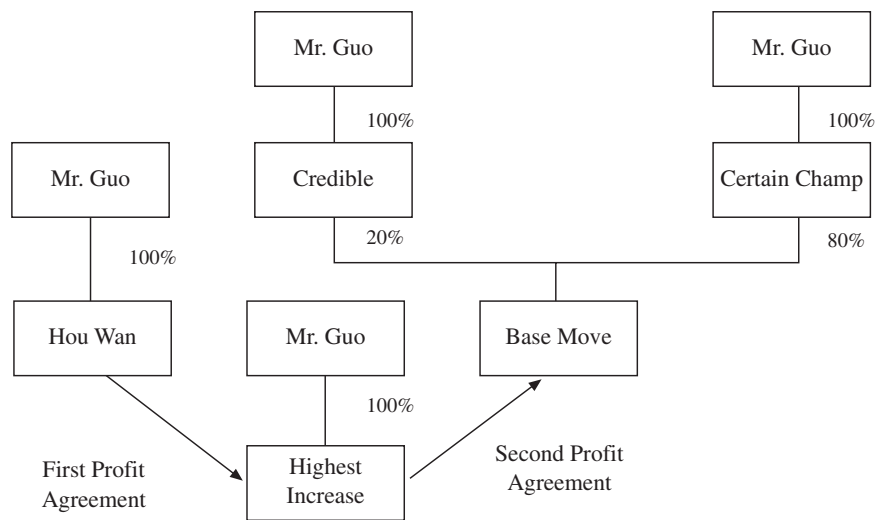 Mr. Guo
Mr. Guo
100%
100%
Mr. Guo
Credible
Certain Champ
100%
20%
80%
Hou Wan
Mr. Guo
Base Move
100%
First Profit
Agreement
Highest
Increase
Second Profit
Agreement